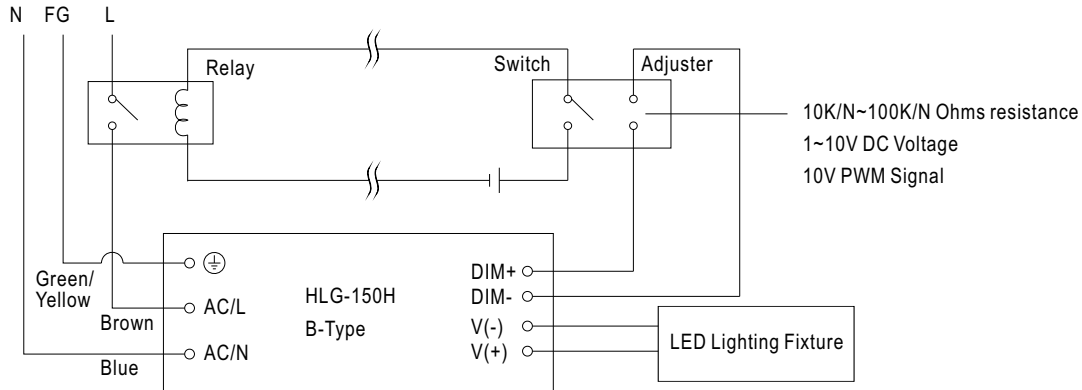 N FG L
Relay
Switch
Adjuster
10K/N~100K/N Ohms resistance
1~10V DC Voltage
10V PWM Signal
Green/
Yellow
Brown
Blue
AC/L
AC/N
HLG-150H
B-Type
DIM+
DIM-
V(-)
V(+)
LED Lighting Fixture